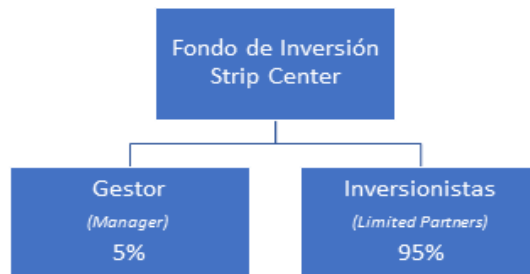 Fondo de Inversión
Strip Center
Gestor
(Manager)
5%
Inversionistas
(Limited Partners)
95%